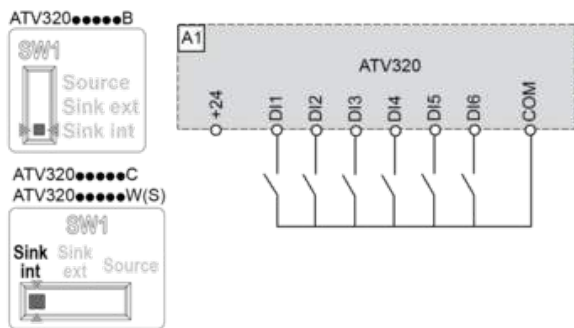 ATV320●●●●●B
SW1
Source
Sink ext
Sink int
ATV320●●●●●C
ATV320●●●●●W(S)
SW1
Sink int
Sink ext
Source
A1
ATV320
+24
DI1
DI2
DI3
DI4
DI5
DI6
COM